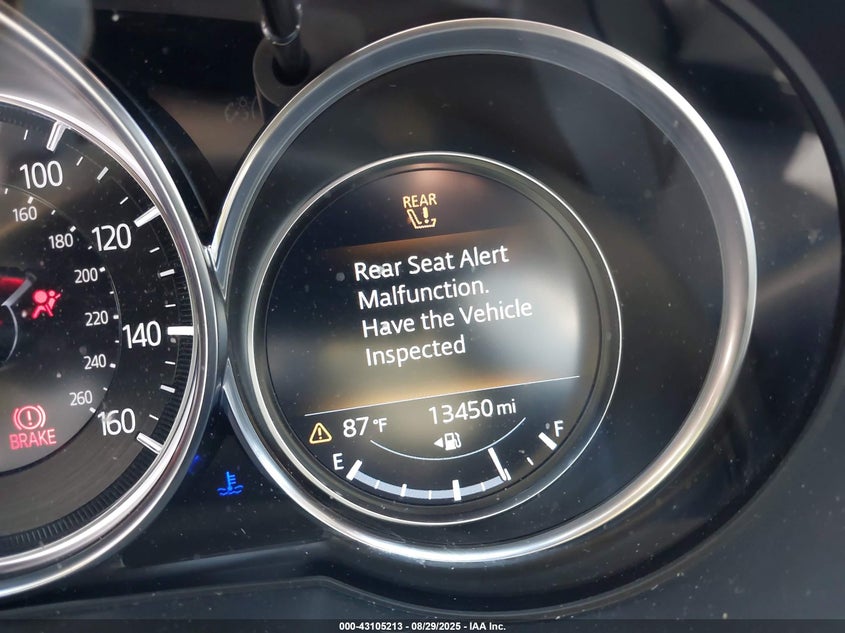 REAR
Rear Seat Alert
Malfunction.
Have the Vehicle
Inspected
87°F
13450 mi
E
F
100
120
140
160
160
180
200
220
240
260
BRAKE
000-43105213 - 08/29/2025 - IAA Inc.